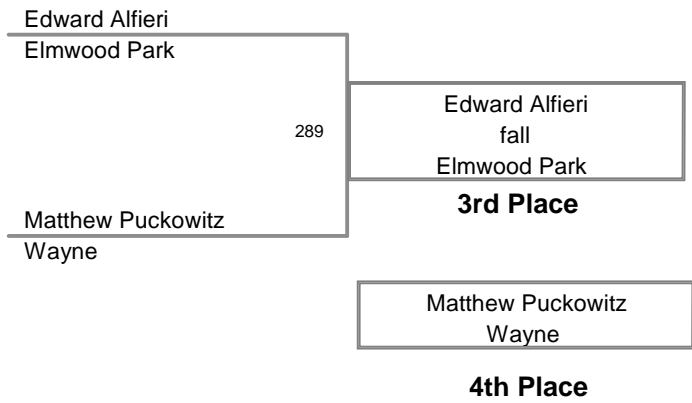 Edward Alfieri
Elmwood Park
289
Edward Alfieri
fall
Elmwood Park
3rd Place
Matthew Puckowitz
Wayne
Matthew Puckowitz
Wayne
4th Place